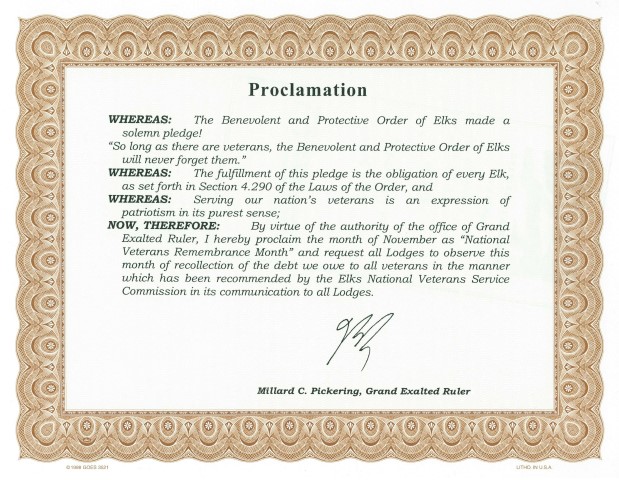 Proclamation
WHEREAS: The Benevolent and Protective Order of Elks made a
solemn pledge!
“So long as there are veterans, the Benevolent and Protective Order of Elks
will never forget them.”
WHEREAS: The fulfillment of this pledge is the obligation of every Elk,
as set forth in Section 4.290 of the Laws of the Order, and
WHEREAS: Serving our nation's veterans is an expression of
patriotism in its purest sense;
NOW, THEREFORE: By virtue of the authority of the office of Grand
Exalted Ruler, I hereby proclaim the month of November as “National
Veterans Remembrance Month” and request all Lodges to observe this
month of recollection of the debt we owe to all veterans in the manner
which has been recommended by the Elks National Veterans Service
Commission in its communication to all Lodges.
Millard C. Pickering, Grand Exalted Ruler
GOES
LITHO. IN U.S.A.